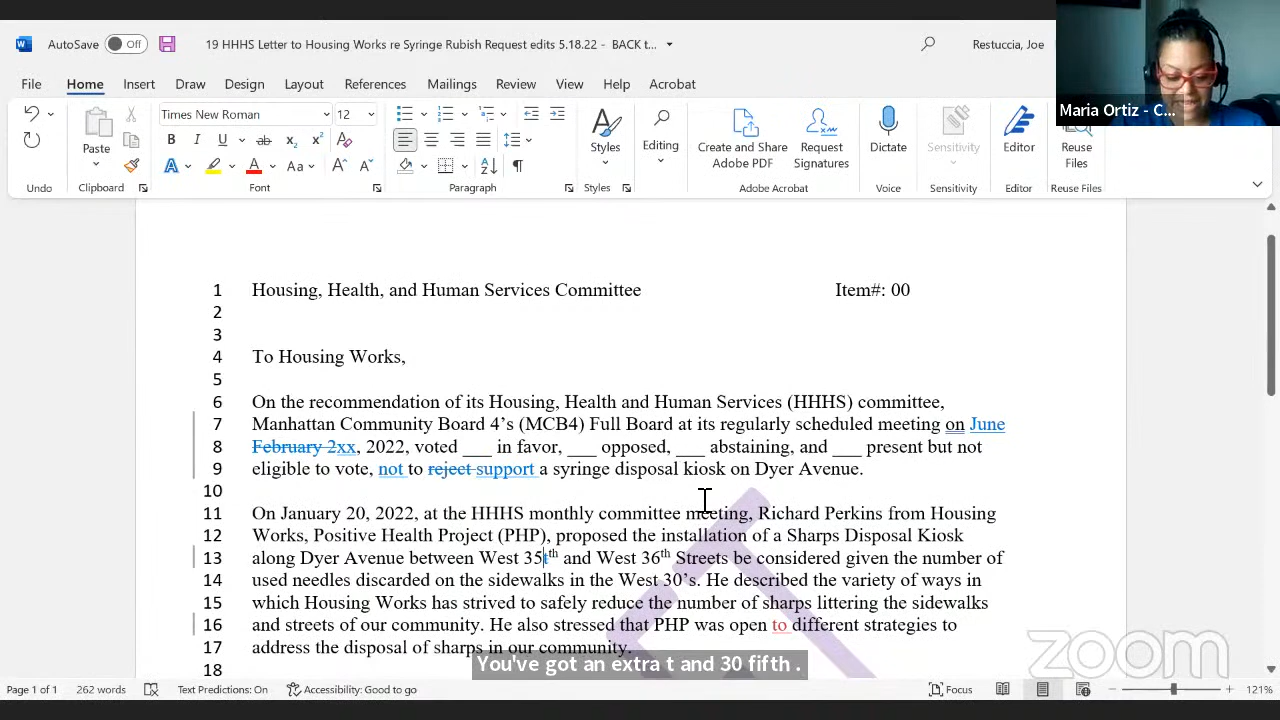 AutoSave Off 19 HHHS Letter to Housing Works re Syringe Rubish Request edits 5.18.22 - BACK t... Restuccia, Joe
Maria Ortiz - C...
File Home Insert Draw Design Layout References Mailings Review View Help Acrobat
Times New Roman 12
Paste Styles Editing Create and Share Adobe PDF Request Signatures Dictate Sensitivity Editor Reuse Files
Undo Clipboard Font Paragraph Styles Adobe Acrobat Voice Sensitivity Editor Reuse Files
1 Housing, Health, and Human Services Committee Item#: 00
2
3
4 To Housing Works,
5
6 On the recommendation of its Housing, Health and Human Services (HHHS) committee,
7 Manhattan Community Board 4’s (MCB4) Full Board at its regularly scheduled meeting on June
8 February 2xx, 2022, voted ___ in favor, ___ opposed, ___ abstaining, and ___ present but not
9 eligible to vote, not to reject support a syringe disposal kiosk on Dyer Avenue.
10
11 On January 20, 2022, at the HHHS monthly committee meeting, Richard Perkins from Housing
12 Works, Positive Health Project (PHP), proposed the installation of a Sharps Disposal Kiosk
13 along Dyer Avenue between West 35tth and West 36th Streets be considered given the number of
14 used needles discarded on the sidewalks in the West 30’s. He described the variety of ways in
15 which Housing Works has strived to safely reduce the number of sharps littering the sidewalks
16 and streets of our community. He also stressed that PHP was open to different strategies to
17 address the disposal of sharps in our community.
18
You've got an extra t and 30 fifth .
zoom
Page 1 of 1 262 words Text Predictions: On Accessibility: Good to go Focus 121%